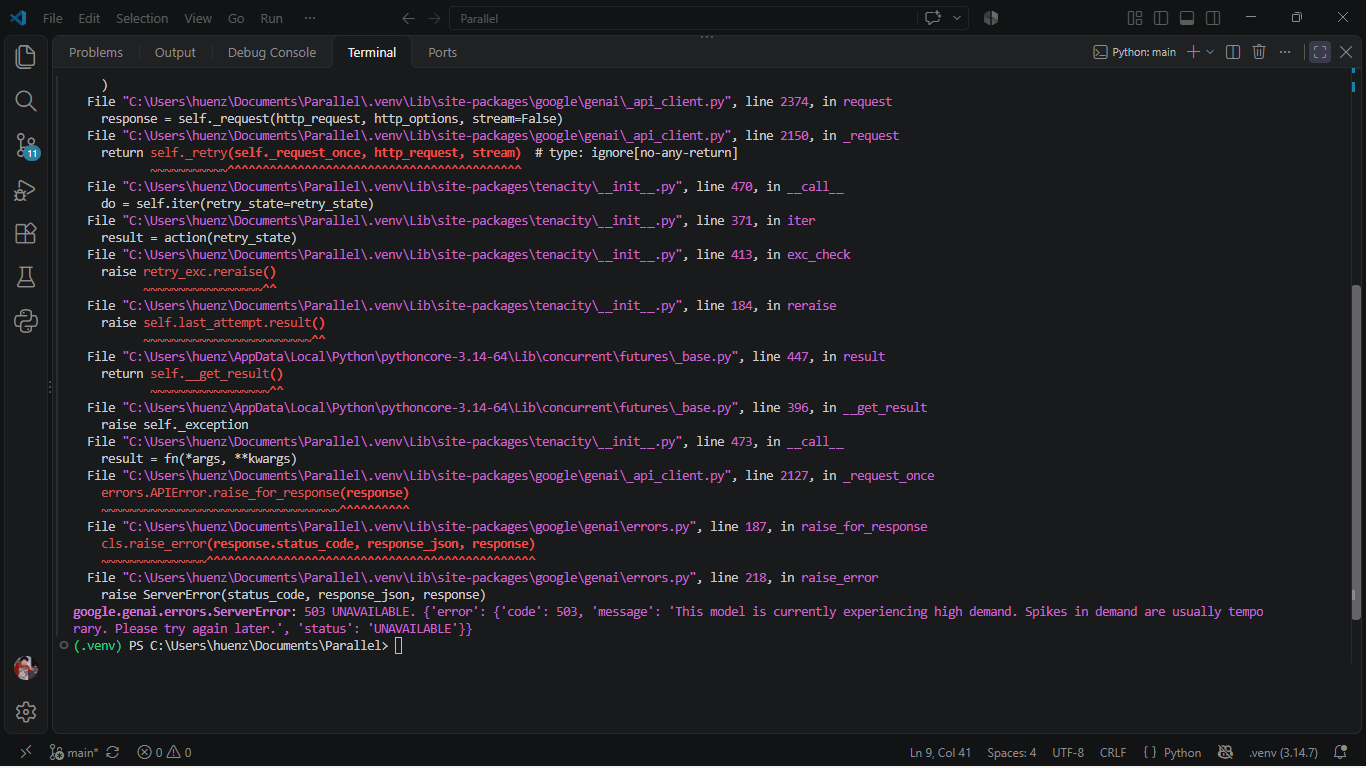 File Edit Selection View Go Run ··· Parallel
Problems Output Debug Console Terminal Ports Python: main
)
File "C:\Users\huenz\Documents\Parallel\.venv\Lib\site-packages\google\genai\_api_client.py", line 2374, in request
response = self._request(http_request, http_options, stream=False)
File "C:\Users\huenz\Documents\Parallel\.venv\Lib\site-packages\google\genai\_api_client.py", line 2150, in _request
return self._retry(self._request_once, http_request, stream)  # type: ignore[no-any-return]
~~~~~~~~~~~^^^^^^^^^^^^^^^^^^^^^^^^^^^^^^^^^^^^^^^^^^
File "C:\Users\huenz\Documents\Parallel\.venv\Lib\site-packages\tenacity\__init__.py", line 470, in __call__
do = self.iter(retry_state=retry_state)
File "C:\Users\huenz\Documents\Parallel\.venv\Lib\site-packages\tenacity\__init__.py", line 371, in iter
result = action(retry_state)
File "C:\Users\huenz\Documents\Parallel\.venv\Lib\site-packages\tenacity\__init__.py", line 413, in exc_check
raise retry_exc.reraise()
~~~~~~~~~~~~~~~~~^^
File "C:\Users\huenz\Documents\Parallel\.venv\Lib\site-packages\tenacity\__init__.py", line 184, in reraise
raise self.last_attempt.result()
~~~~~~~~~~~~~~~~~~~~~~~~^^
File "C:\Users\huenz\AppData\Local\Python\pythoncore-3.14-64\Lib\concurrent\futures\_base.py", line 447, in result
return self.__get_result()
~~~~~~~~~~~~~~~~~^^
File "C:\Users\huenz\AppData\Local\Python\pythoncore-3.14-64\Lib\concurrent\futures\_base.py", line 396, in __get_result
raise self._exception
File "C:\Users\huenz\Documents\Parallel\.venv\Lib\site-packages\tenacity\__init__.py", line 473, in __call__
result = fn(*args, **kwargs)
File "C:\Users\huenz\Documents\Parallel\.venv\Lib\site-packages\google\genai\_api_client.py", line 2127, in _request_once
errors.APIError.raise_for_response(response)
~~~~~~~~~~~~~~~~~~~~~~~~~~~~~~~~~~^^^^^^^^^^
File "C:\Users\huenz\Documents\Parallel\.venv\Lib\site-packages\google\genai\errors.py", line 187, in raise_for_response
cls.raise_error(response.status_code, response_json, response)
~~~~~~~~~~~~~~~^^^^^^^^^^^^^^^^^^^^^^^^^^^^^^^^^^^^^^^^^^^^^^^^
File "C:\Users\huenz\Documents\Parallel\.venv\Lib\site-packages\google\genai\errors.py", line 218, in raise_error
raise ServerError(status_code, response_json, response)
google.genai.errors.ServerError: 503 UNAVAILABLE. {'error': {'code': 503, 'message': 'This model is currently experiencing high demand. Spikes in demand are usually tempo
rary. Please try again later.', 'status': 'UNAVAILABLE'}}
(.venv) PS C:\Users\huenz\Documents\Parallel>
11
main* 0 0 Ln 9, Col 41 Spaces: 4 UTF-8 CRLF {} Python .venv (3.14.7)